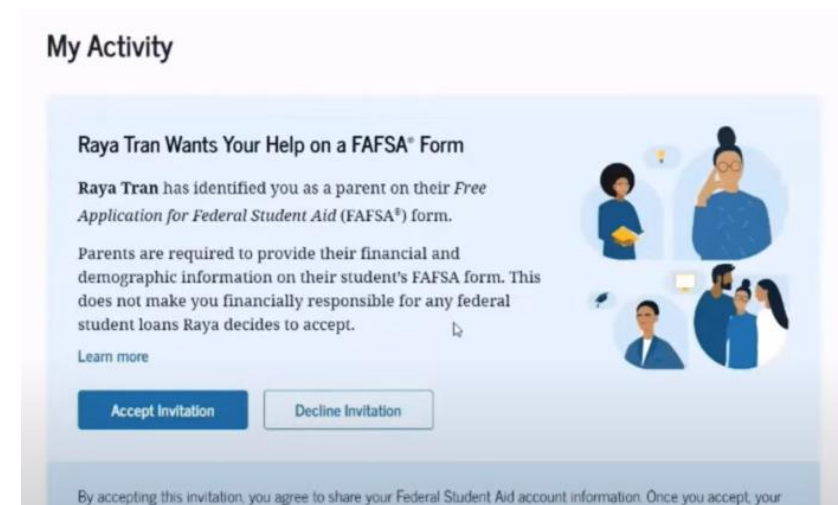 My Activity
Raya Tran Wants Your Help on a FAFSA® Form
Raya Tran has identified you as a parent on their Free
Application for Federal Student Aid (FAFSA®) form.
Parents are required to provide their financial and
demographic information on their student's FAFSA form. This
does not make you financially responsible for any federal
student loans Raya decides to accept.
Learn more
Accept Invitation
Decline Invitation
By accepting this invitation, you agree to share your Federal Student Aid account information. Once you accept, your